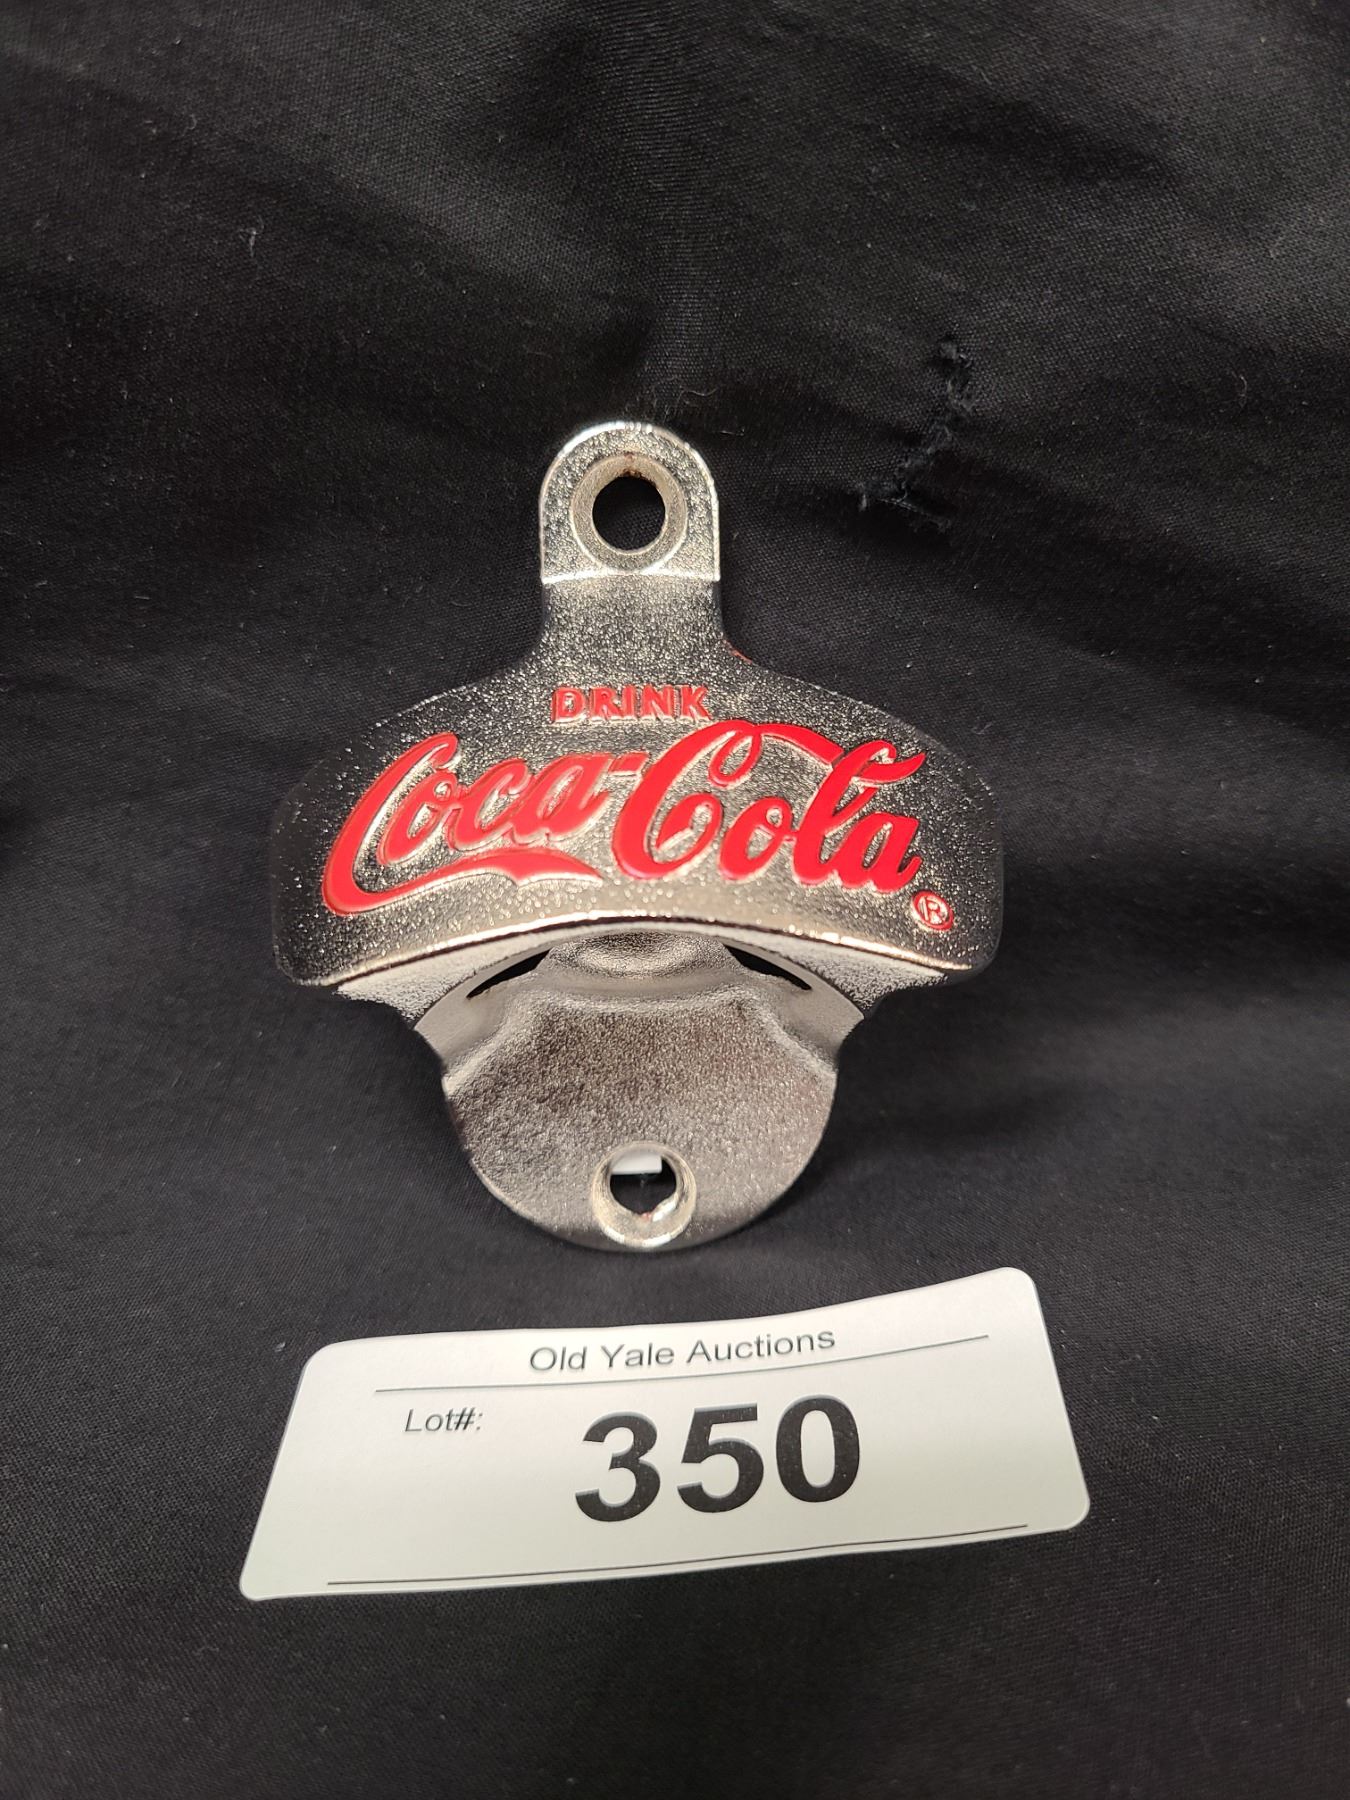 DRINK
Coca-Cola®
Old Yale Auctions
Lot#:
350